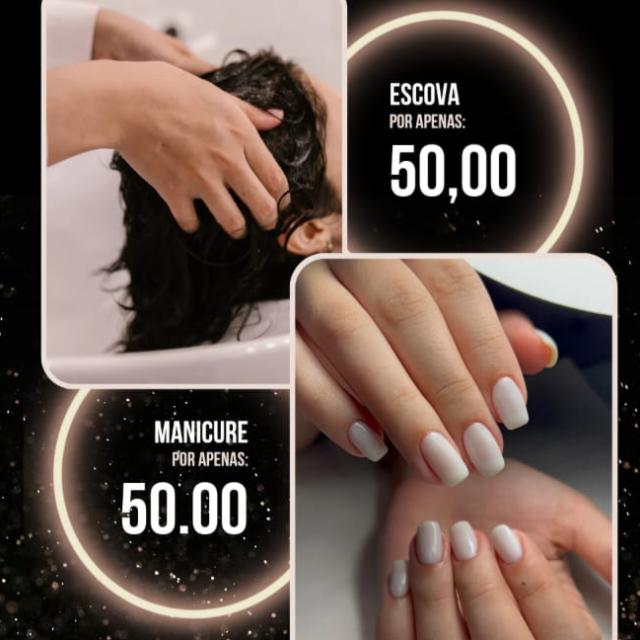 ESCOVA
POR APENAS:
50,00
MANICURE
POR APENAS:
50.00